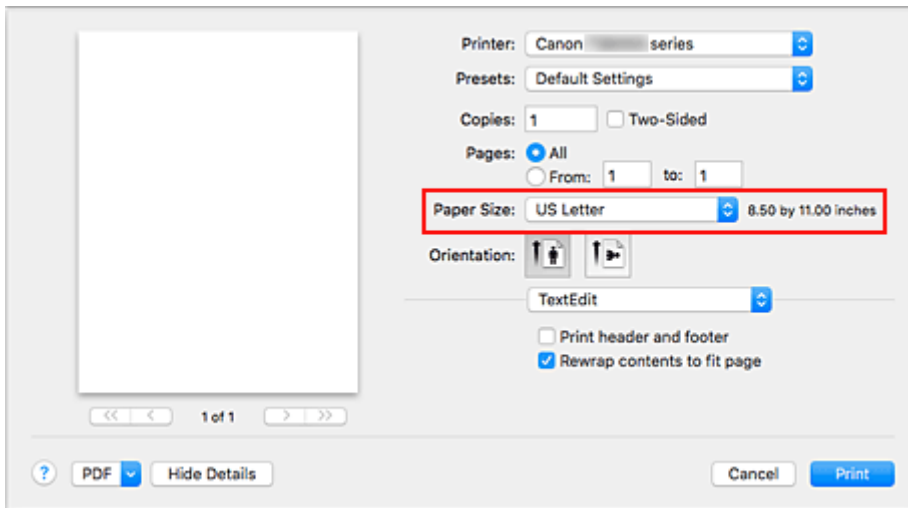 Printer: Canon series
Presets: Default Settings
Copies: 1 Two-Sided
Pages: All
From: 1 to: 1
Paper Size: US Letter 8.50 by 11.00 inches
Orientation:
TextEdit
Print header and footer
Rewrap contents to fit page
<< < 1 of 1 > >>
? PDF Hide Details Cancel Print